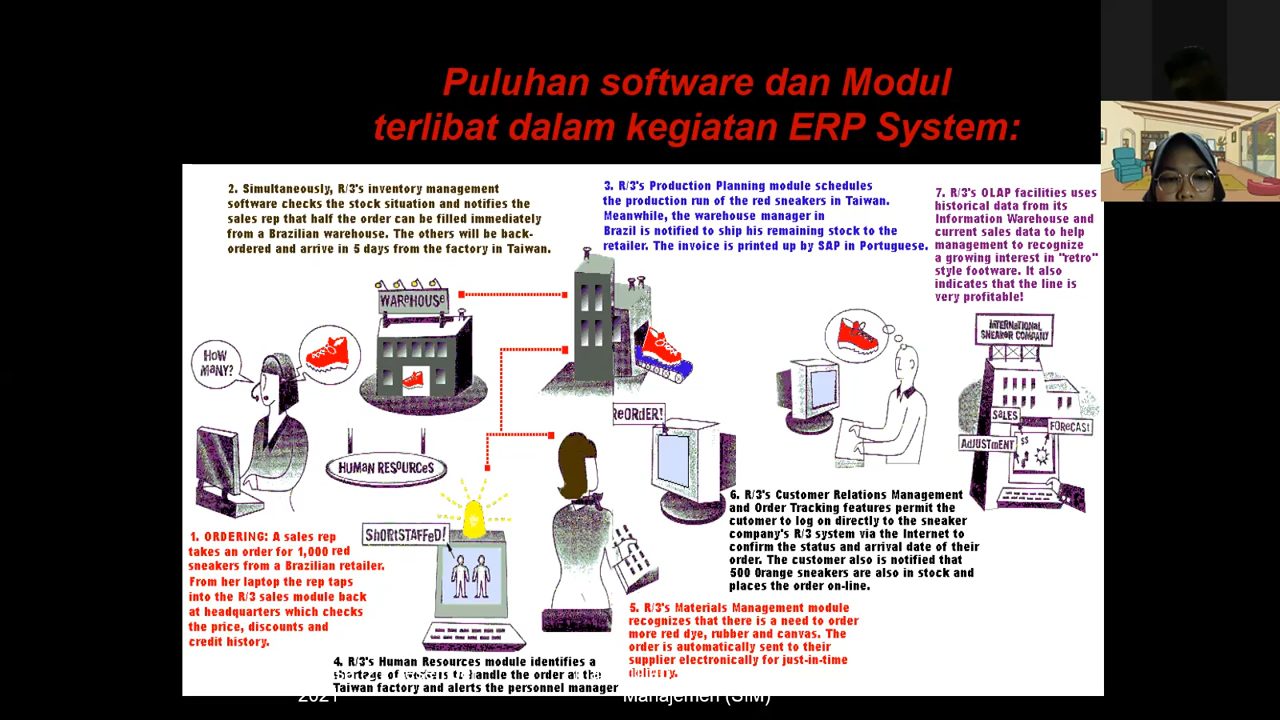 Puluhan software dan Modul
terlibat dalam kegiatan ERP System:
2. Simultaneously, R/3's inventory management
software checks the stock situation and notifies the
sales rep that half the order can be filled immediately
from a Brazilian warehouse. The others will be back-
ordered and arrive in 5 days from the factory in Taiwan.
3. R/3's Production Planning module schedules
the production run of the red sneakers in Taiwan.
Meanwhile, the warehouse manager in
Brazil is notified to ship his remaining stock to the
retailer. The invoice is printed up by SAP in Portuguese.
7. R/3's OLAP facilities uses
historical data from its
Information Warehouse and
current sales data to help
management to recognize
a growing interest in "retro"
style footware. It also
indicates that the line is
very profitable!
WAReHOUSE
HOW
MANY?
INTeRNATIONAL
SNeAKeR COMPANY
SALeS
FORecAST
ADJUSTmeNT
$$
ReORdER!
HUMAN ReSOURCeS
ShORTSTAFFed!
1. ORDERING: A sales rep
takes an order for 1,000 red
sneakers from a Brazilian retailer.
From her laptop the rep taps
into the R/3 sales module back
at headquarters which checks
the price, discounts and
credit history.
6. R/3's Customer Relations Management
and Order Tracking features permit the
cutomer to log on directly to the sneaker
company's R/3 system via the Internet to
confirm the status and arrival date of their
order. The customer also is notified that
500 Orange sneakers are also in stock and
places the order on-line.
5. R/3's Materials Management module
recognizes that there is a need to order
more red dye, rubber and canvas. The
order is automatically sent to their
supplier electronically for just-in-time
delivery.
4. R/3's Human Resources module identifies a
shortage of workers to handle the order at the
Taiwan factory and alerts the personnel manager
2021
Manajemen (SIM)